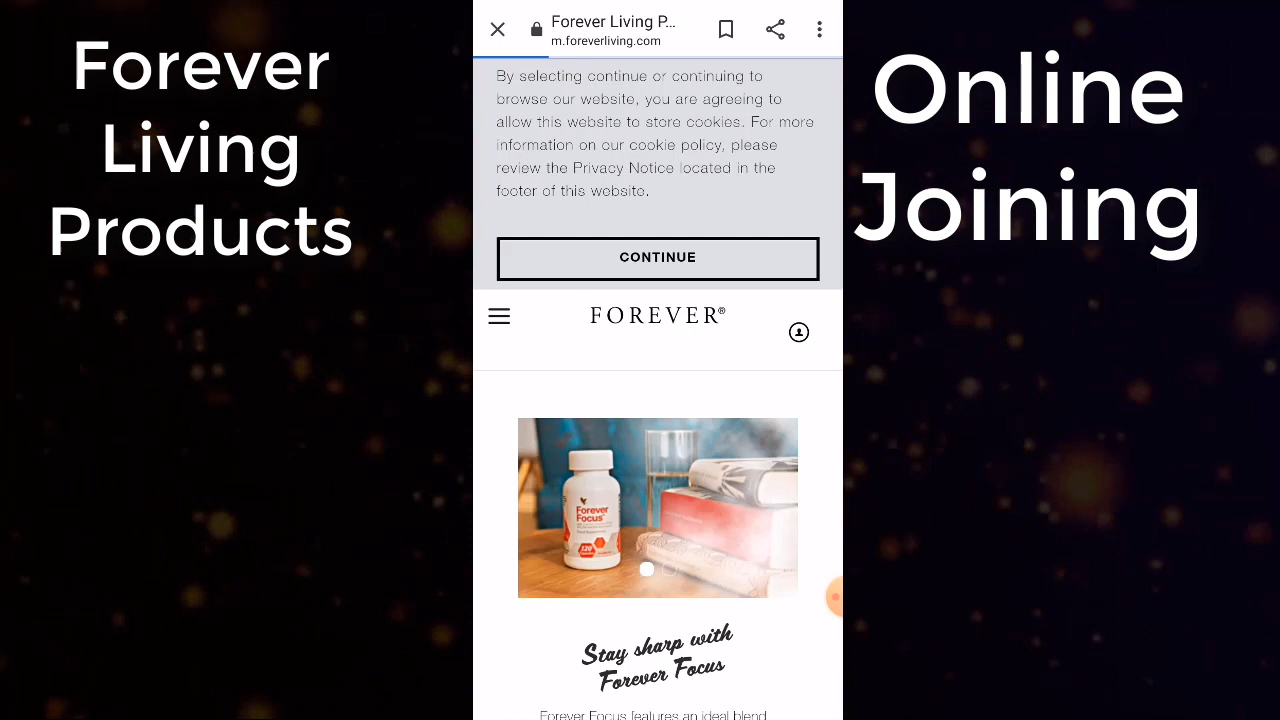 Forever
Living
Products
Forever Living P...
m.foreverliving.com
By selecting continue or continuing to
browse our website, you are agreeing to
allow this website to store cookies. For more
information on our cookie policy, please
review the Privacy Notice located in the
footer of this website.
CONTINUE
FOREVER®
Forever
Focus™
120
Stay sharp with
Forever Focus
Forever Focus features an ideal blend
Online
Joining